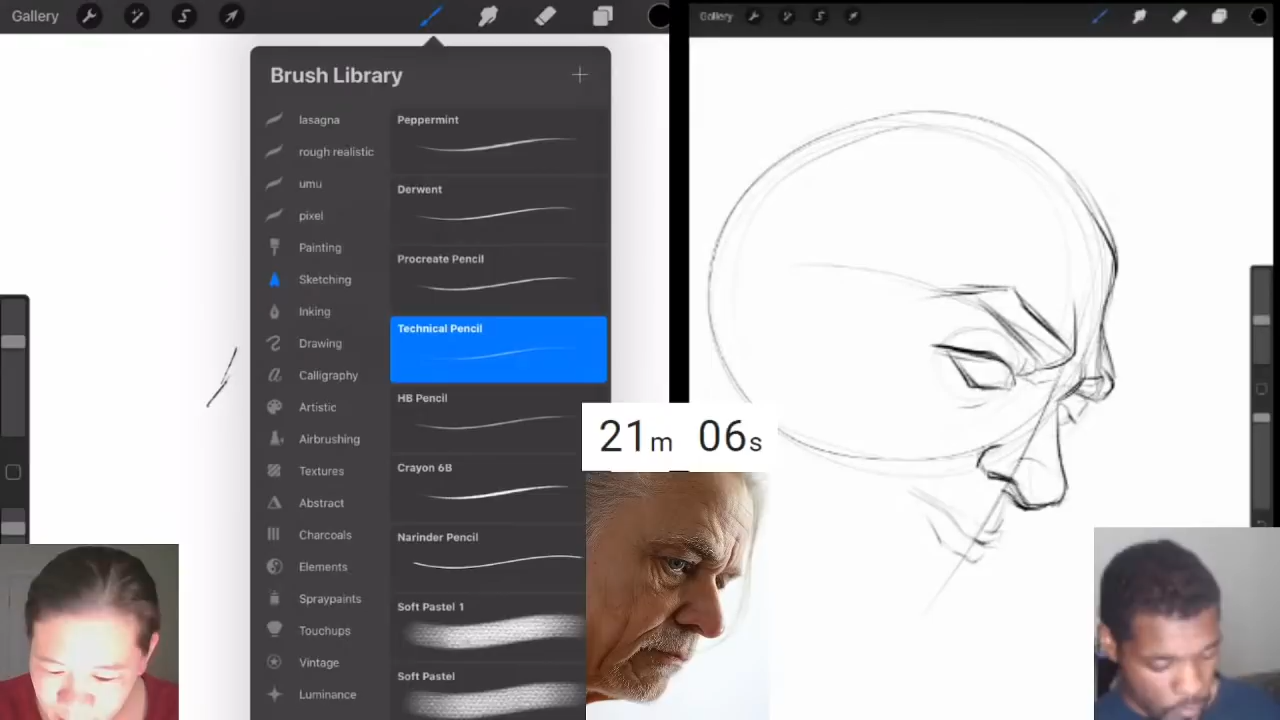 Gallery
Brush Library
lasagna
rough realistic
umu
pixel
Painting
Sketching
Inking
Drawing
Calligraphy
Artistic
Airbrushing
Textures
Abstract
Charcoals
Elements
Spraypaints
Touchups
Vintage
Luminance
Peppermint
Derwent
Procreate Pencil
Technical Pencil
HB Pencil
Crayon 6B
Narinder Pencil
Soft Pastel 1
Soft Pastel
21m 06s
Gallery